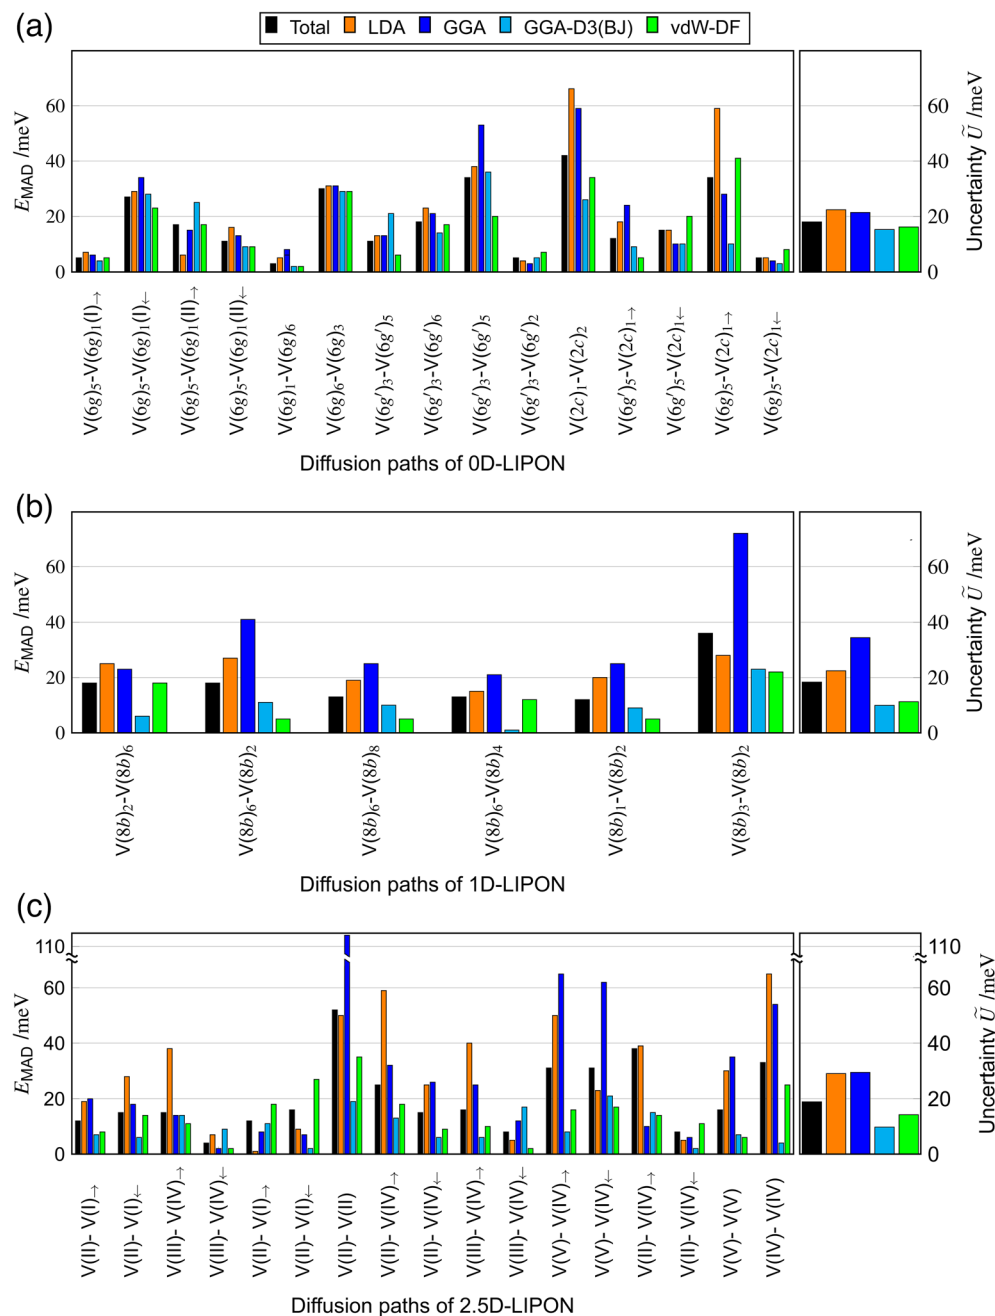 (a)
Total LDA GGA GGA-D3(BJ) vdW-DF
E_MAD /meV
60
40
20
0
60
40
20
0
Uncertainty Ũ /meV
V(6g)₅-V(6g)₁(I)→
V(6g)₅-V(6g)₁(I)←
V(6g)₅-V(6g)₁(II)→
V(6g)₅-V(6g)₁(II)←
V(6g)₁-V(6g)₆
V(6g)₆-V(6g)₃
V(6g′)₃-V(6g′)₅
V(6g′)₃-V(6g′)₆
V(6g′)₃-V(6g′)₅
V(6g′)₃-V(6g′)₂
V(2c)₁-V(2c)₂
V(6g′)₅-V(2c)₁→
V(6g′)₅-V(2c)₁←
V(6g)₅-V(2c)₁→
V(6g)₅-V(2c)₁←
Diffusion paths of 0D-LIPON
(b)
E_MAD /meV
60
40
20
0
60
40
20
0
Uncertainty Ũ /meV
V(8b)₂-V(8b)₆
V(8b)₆-V(8b)₂
V(8b)₆-V(8b)₈
V(8b)₆-V(8b)₄
V(8b)₁-V(8b)₂
V(8b)₃-V(8b)₂
Diffusion paths of 1D-LIPON
(c)
E_MAD /meV
110
60
40
20
0
110
60
40
20
0
Uncertainty Ũ /meV
V(II)- V(I)→
V(II)- V(I)←
V(III)- V(IV)→
V(III)- V(IV)←
V(II)- V(I)→
V(II)- V(I)←
V(II)- V(II)
V(II)- V(IV)→
V(II)- V(IV)←
V(III)- V(IV)→
V(III)- V(IV)←
V(V)- V(IV)→
V(V)- V(IV)←
V(II)- V(IV)→
V(II)- V(IV)←
V(V)- V(V)
V(IV)- V(IV)
Diffusion paths of 2.5D-LIPON